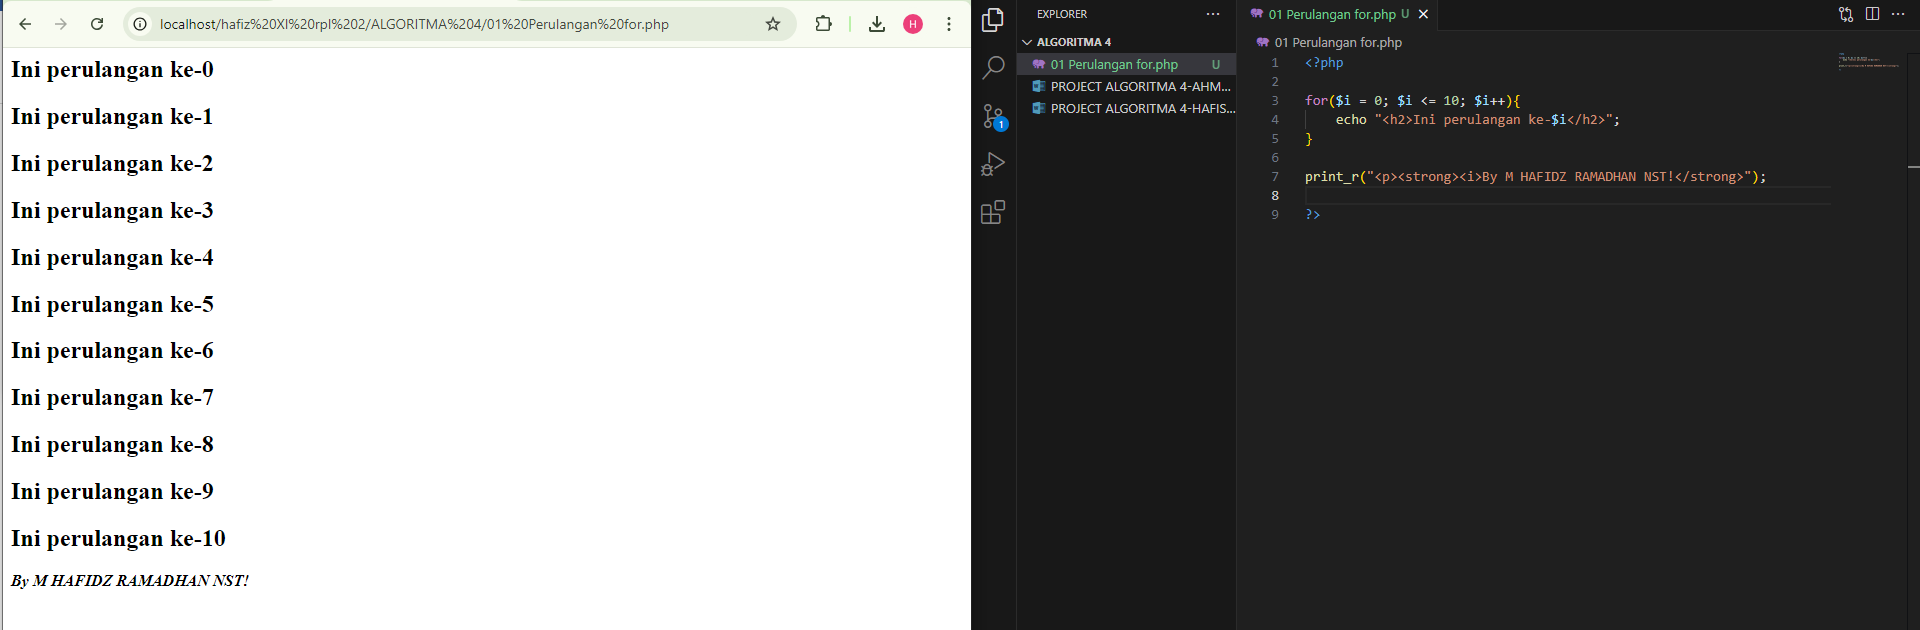 localhost/hafiz%20XI%20rpl%202/ALGORITMA%204/01%20Perulangan%20for.php
H
Ini perulangan ke-0
Ini perulangan ke-1
Ini perulangan ke-2
Ini perulangan ke-3
Ini perulangan ke-4
Ini perulangan ke-5
Ini perulangan ke-6
Ini perulangan ke-7
Ini perulangan ke-8
Ini perulangan ke-9
Ini perulangan ke-10
By M HAFIDZ RAMADHAN NST!
1
EXPLORER
ALGORITMA 4
01 Perulangan for.php U
PROJECT ALGORITMA 4-AHM...
PROJECT ALGORITMA 4-HAFIS...
01 Perulangan for.php U
01 Perulangan for.php
1 <?php
2
3 for($i = 0; $i <= 10; $i++){
4     echo "<h2>Ini perulangan ke-$i</h2>";
5 }
6
7 print_r("<p><strong><i>By M HAFIDZ RAMADHAN NST!</strong>");
8
9 ?>